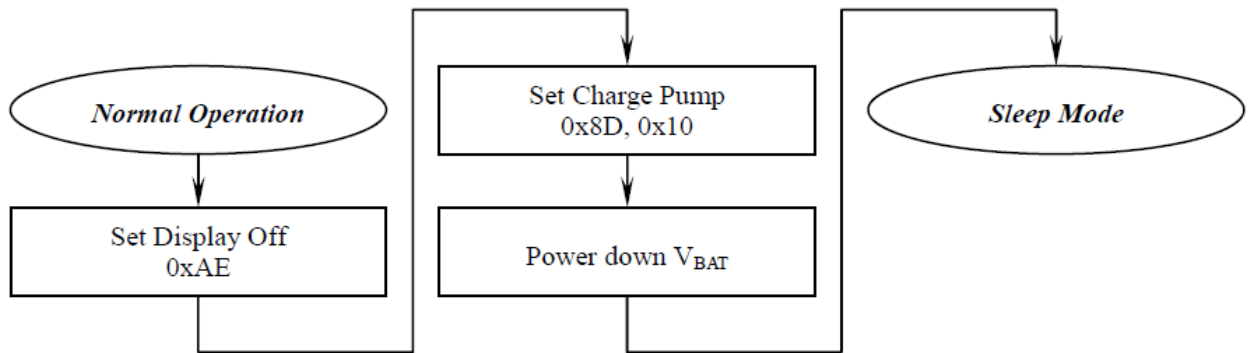 Normal Operation
Set Display Off
0xAE
Set Charge Pump
0x8D, 0x10
Power down VBAT
Sleep Mode